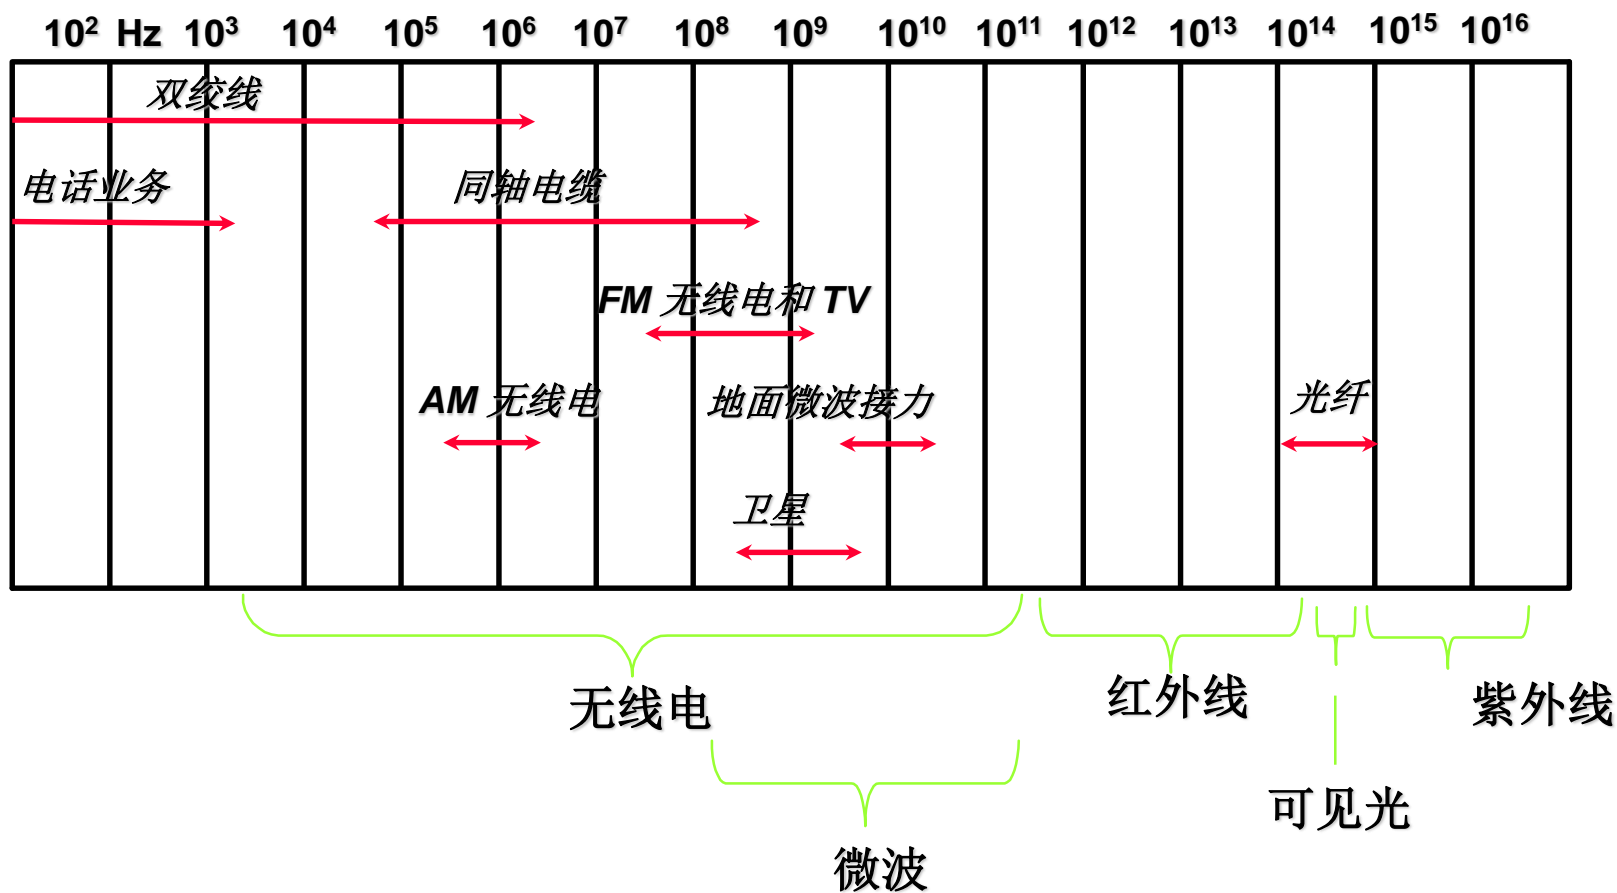 10² Hz 10³ 10⁴ 10⁵ 10⁶ 10⁷ 10⁸ 10⁹ 10¹⁰ 10¹¹ 10¹² 10¹³ 10¹⁴ 10¹⁵ 10¹⁶
双绞线
电话业务 同轴电缆
FM 无线电和 TV
AM 无线电 地面微波接力 光纤
卫星
无线电 红外线 紫外线
可见光
微波